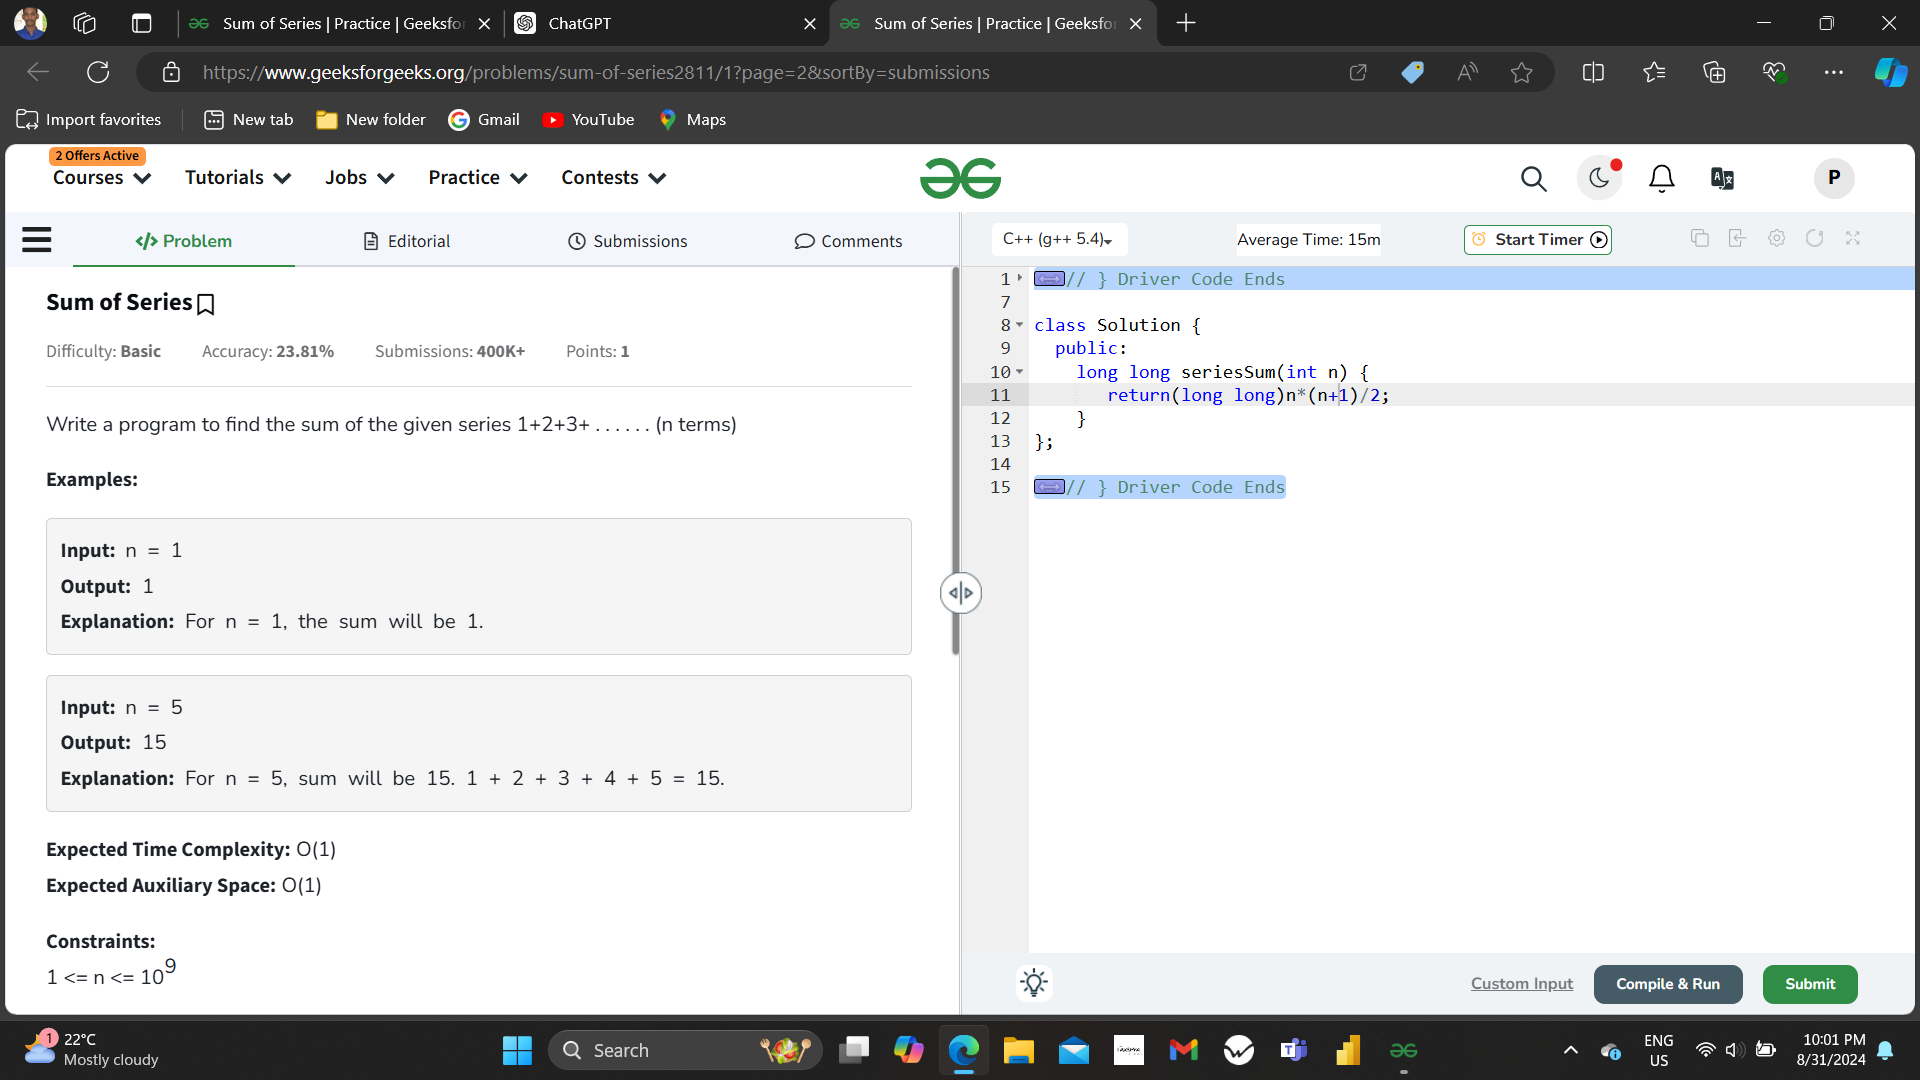 Sum of Series | Practice | Geeksfor
ChatGPT
Sum of Series | Practice | Geeksfor
https://www.geeksforgeeks.org/problems/sum-of-series2811/1?page=2&sortBy=submissions
Import favorites
New tab
New folder
Gmail
YouTube
Maps
2 Offers Active
Courses
Tutorials
Jobs
Practice
Contests
P
</> Problem
Editorial
Submissions
Comments
C++ (g++ 5.4)
Average Time: 15m
Start Timer
Sum of Series
Difficulty: Basic Accuracy: 23.81% Submissions: 400K+ Points: 1
Write a program to find the sum of the given series 1+2+3+ . . . . . . (n terms)
Examples:
Input: n = 1
Output: 1
Explanation: For n = 1, the sum will be 1.
Input: n = 5
Output: 15
Explanation: For n = 5, sum will be 15. 1 + 2 + 3 + 4 + 5 = 15.
Expected Time Complexity: O(1)
Expected Auxiliary Space: O(1)
Constraints:
1 <= n <= 10^9
1 // } Driver Code Ends
7
8 class Solution {
9 public:
10 long long seriesSum(int n) {
11 return(long long)n*(n+1)/2;
12 }
13 };
14
15 // } Driver Code Ends
Custom Input
Compile & Run
Submit
1
22°C
Mostly cloudy
Search
ENG
US
10:01 PM
8/31/2024